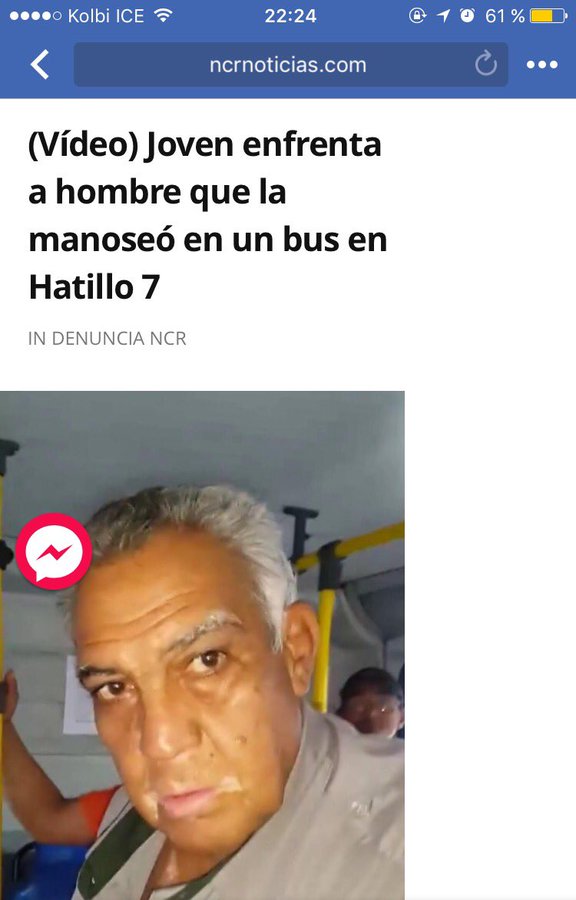 Kolbi ICE 22:24 61 %
ncrnoticias.com
(Vídeo) Joven enfrenta
a hombre que la
manoseó en un bus en
Hatillo 7
IN DENUNCIA NCR